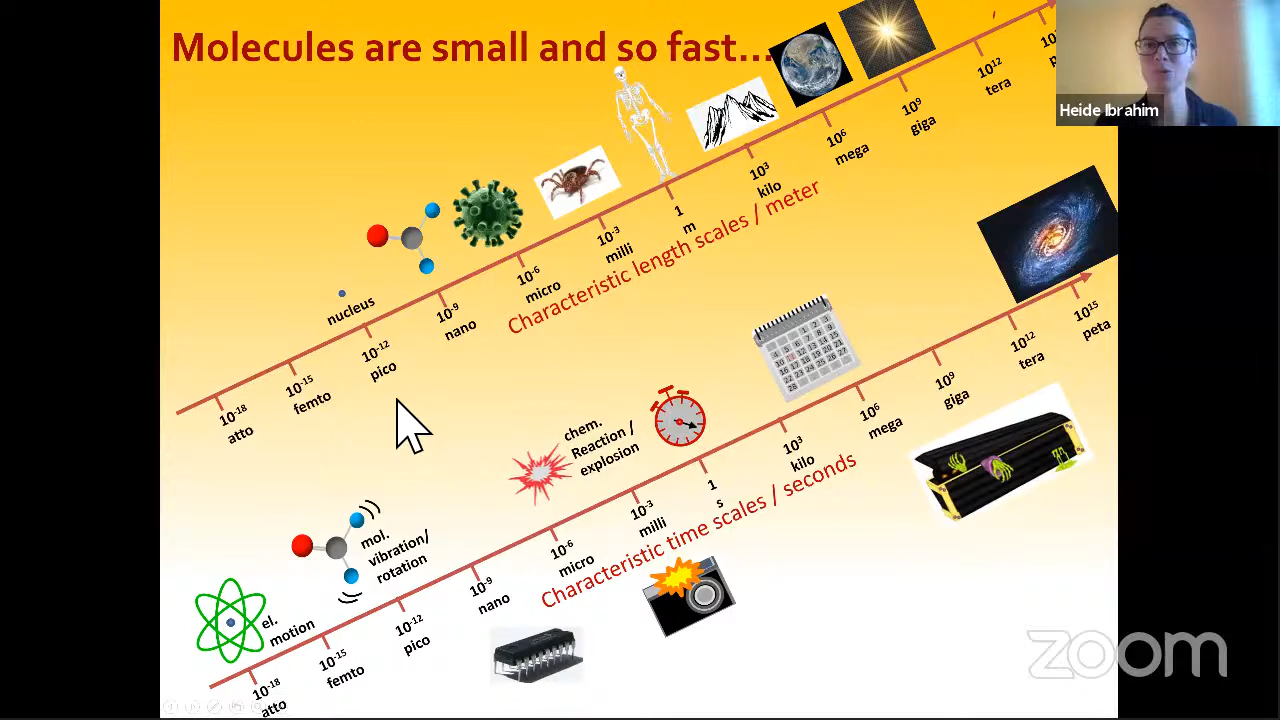 Molecules are small and so fast...
Heide Ibrahim
nucleus
10-18
atto
10-15
femto
10-12
pico
10-9
nano
10-6
micro
10-3
milli
1
m
10³
kilo
10⁶
mega
10⁹
giga
10¹²
tera
Characteristic length scales / meter
el.
motion
mol.
vibration/
rotation
chem.
Reaction /
explosion
10-18
atto
10-15
femto
10-12
pico
10-9
nano
10-6
micro
10-3
milli
1
s
10³
kilo
10⁶
mega
10⁹
giga
10¹²
tera
10¹⁵
peta
Characteristic time scales / seconds
zoom